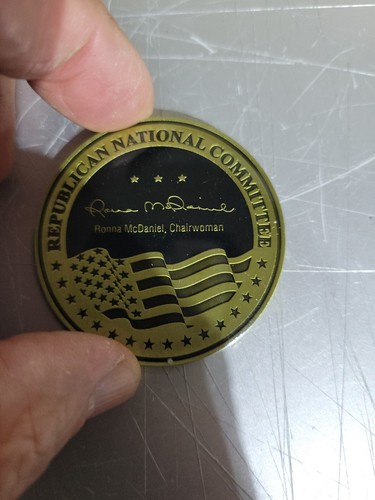 REPUBLICAN NATIONAL COMMITTEE
Ronna McDaniel
Ronna McDaniel, Chairwoman